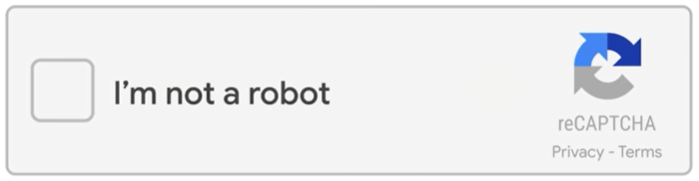 I’m not a robot
reCAPTCHA
Privacy - Terms